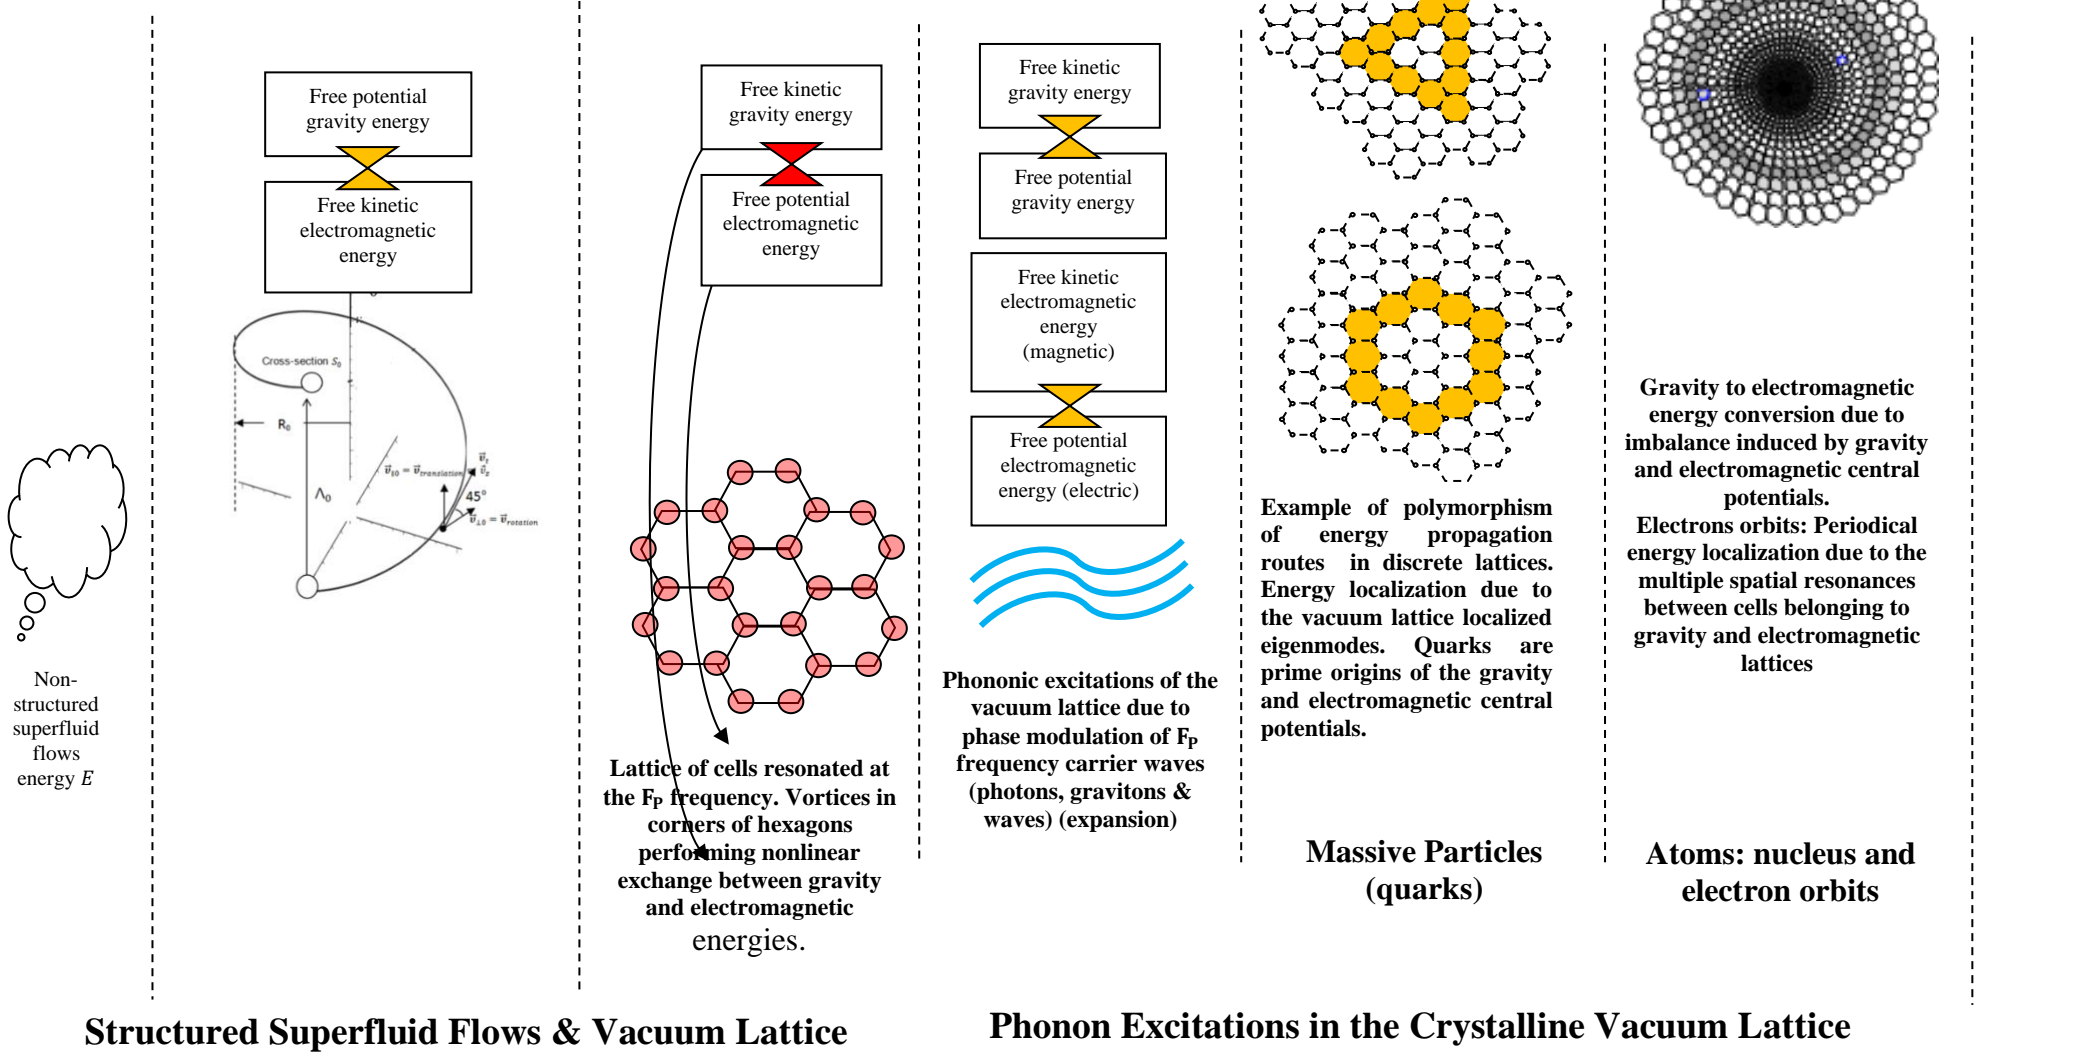 Non-
structured
superfluid
flows
energy E
Free potential
gravity energy
Free kinetic
electromagnetic
energy
Cross-section S₀
R₀
Λ₀
v⃗∥0 = v⃗translation
v⃗τ
v⃗z
45°
v⃗⊥0 = v⃗rotation
Free kinetic
gravity energy
Free potential
electromagnetic
energy
Lattice of cells resonated at
the Fₚ frequency. Vortices in
corners of hexagons
performing nonlinear
exchange between gravity
and electromagnetic
energies.
Free kinetic
gravity energy
Free potential
gravity energy
Free kinetic
electromagnetic
energy
(magnetic)
Free potential
electromagnetic
energy (electric)
Phononic excitations of the
vacuum lattice due to
phase modulation of Fₚ
frequency carrier waves
(photons, gravitons &
waves) (expansion)
Example of polymorphism
of energy propagation
routes in discrete lattices.
Energy localization due to
the vacuum lattice localized
eigenmodes. Quarks are
prime origins of the gravity
and electromagnetic central
potentials.
Massive Particles
(quarks)
Gravity to electromagnetic
energy conversion due to
imbalance induced by gravity
and electromagnetic central
potentials.
Electrons orbits: Periodical
energy localization due to the
multiple spatial resonances
between cells belonging to
gravity and electromagnetic
lattices
Atoms: nucleus and
electron orbits
Structured Superfluid Flows & Vacuum Lattice
Phonon Excitations in the Crystalline Vacuum Lattice